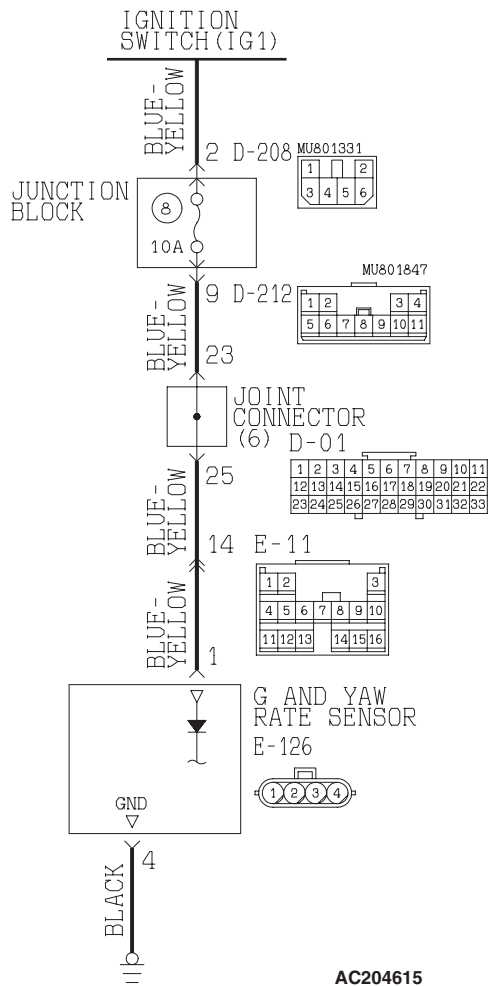 IGNITION
SWITCH(IG1)
BLUE-
YELLOW
2 D-208 MU801331
1 2
3 4 5 6
JUNCTION
BLOCK
8
10A
MU801847
9 D-212
1 2 3 4
5 6 7 8 9 10 11
BLUE-
YELLOW
23
JOINT
CONNECTOR
(6) D-01
1 2 3 4 5 6 7 8 9 10 11
12 13 14 15 16 17 18 19 20 21 22
23 24 25 26 27 28 29 30 31 32 33
25
BLUE-
YELLOW
14 E-11
1 2 3
4 5 6 7 8 9 10
11 12 13 14 15 16
BLUE-
YELLOW
1
G AND YAW
RATE SENSOR
E-126
1 2 3 4
GND
4
BLACK
AC204615